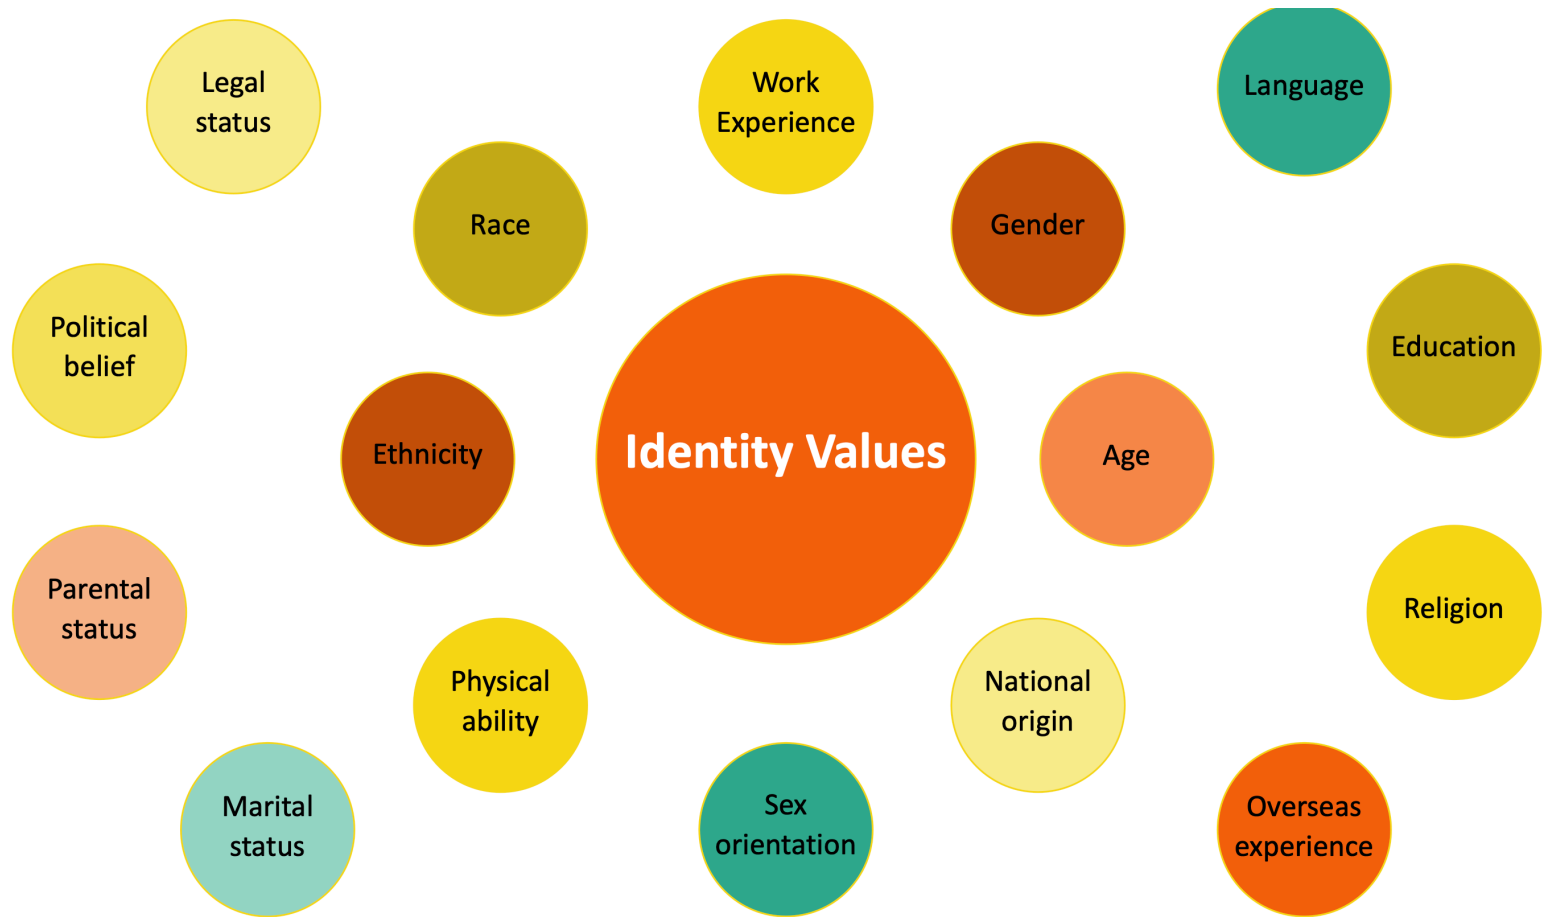 Legal
status
Work
Experience
Language
Race
Gender
Political
belief
Education
Ethnicity
Identity Values
Age
Parental
status
Religion
Physical
ability
National
origin
Marital
status
Sex
orientation
Overseas
experience